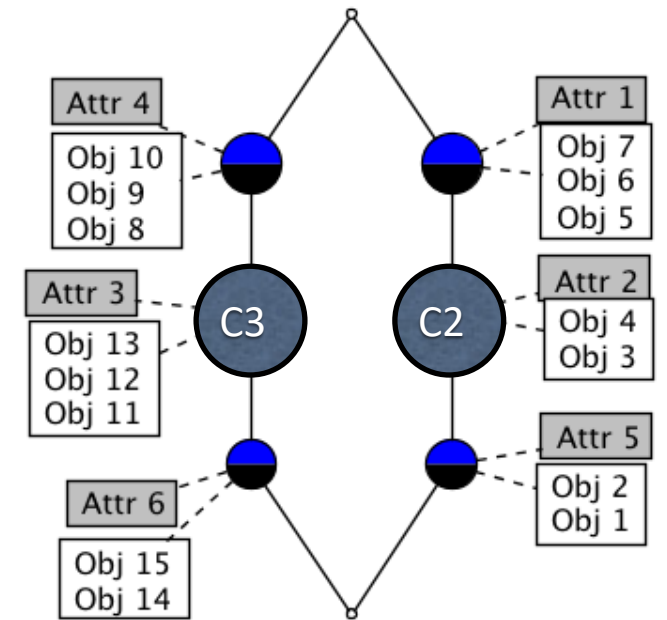 Attr 4
Obj 10
Obj 9
Obj 8
Attr 1
Obj 7
Obj 6
Obj 5
Attr 3
Obj 13
Obj 12
Obj 11
C3
C2
Attr 2
Obj 4
Obj 3
Attr 6
Obj 15
Obj 14
Attr 5
Obj 2
Obj 1